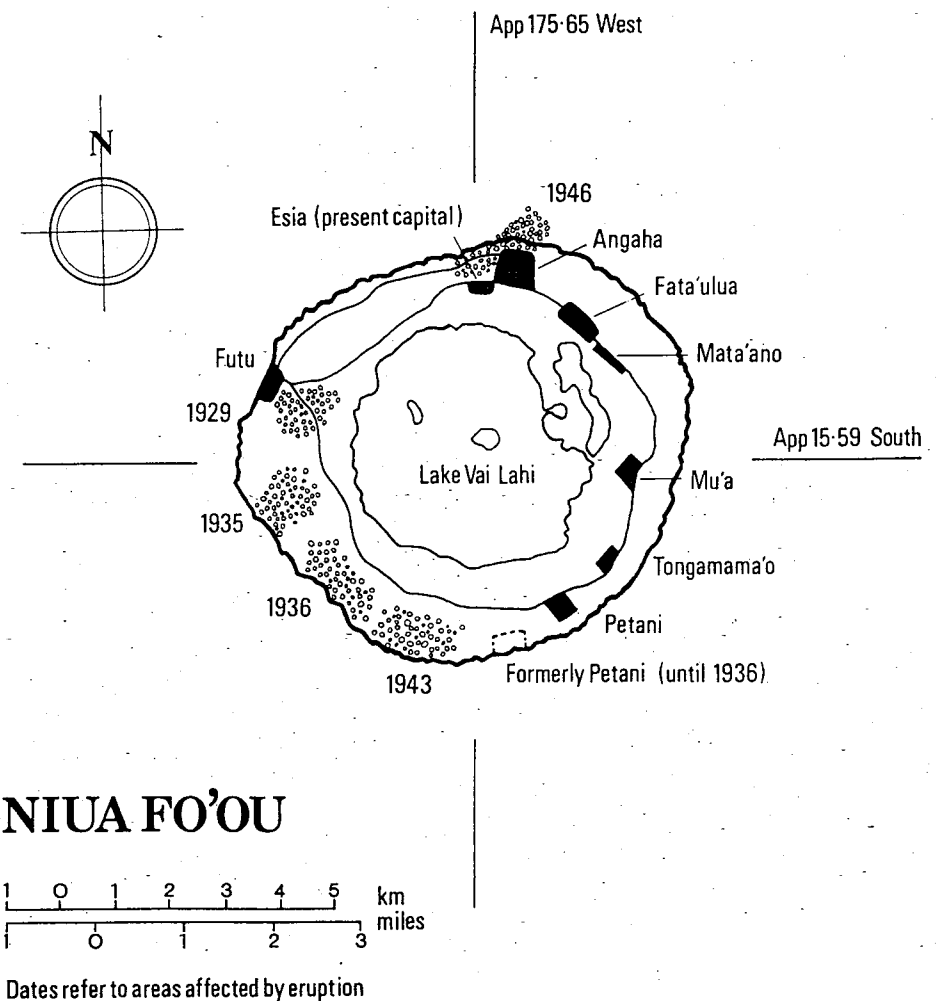 App 175·65 West
N
1946
Esia (present capital)
Angaha
Fata'ulua
Futu
Mata'ano
1929
App 15·59 South
Lake Vai Lahi
Mu'a
1935
Tongamama'o
1936
Petani
Formerly Petani (until 1936)
1943
NIUA FO'OU
1 0 1 2 3 4 5 km
miles
1 0 1 2 3
Dates refer to areas affected by eruption